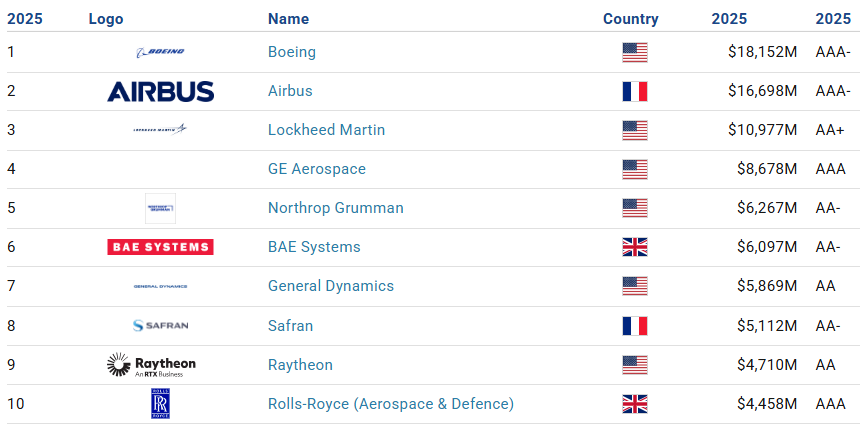 2025 Logo Name Country 2025 2025
1 BOEING Boeing $18,152M AAA-
2 AIRBUS Airbus $16,698M AAA-
3 LOCKHEED MARTIN Lockheed Martin $10,977M AA+
4 GE Aerospace $8,678M AAA
5 NORTHROP GRUMMAN Northrop Grumman $6,267M AA-
6 BAE SYSTEMS BAE Systems $6,097M AA-
7 GENERAL DYNAMICS General Dynamics $5,869M AA
8 SAFRAN Safran $5,112M AA-
9 Raytheon An RTX Business Raytheon $4,710M AA
10 ROLLS RR ROYCE Rolls-Royce (Aerospace & Defence) $4,458M AAA